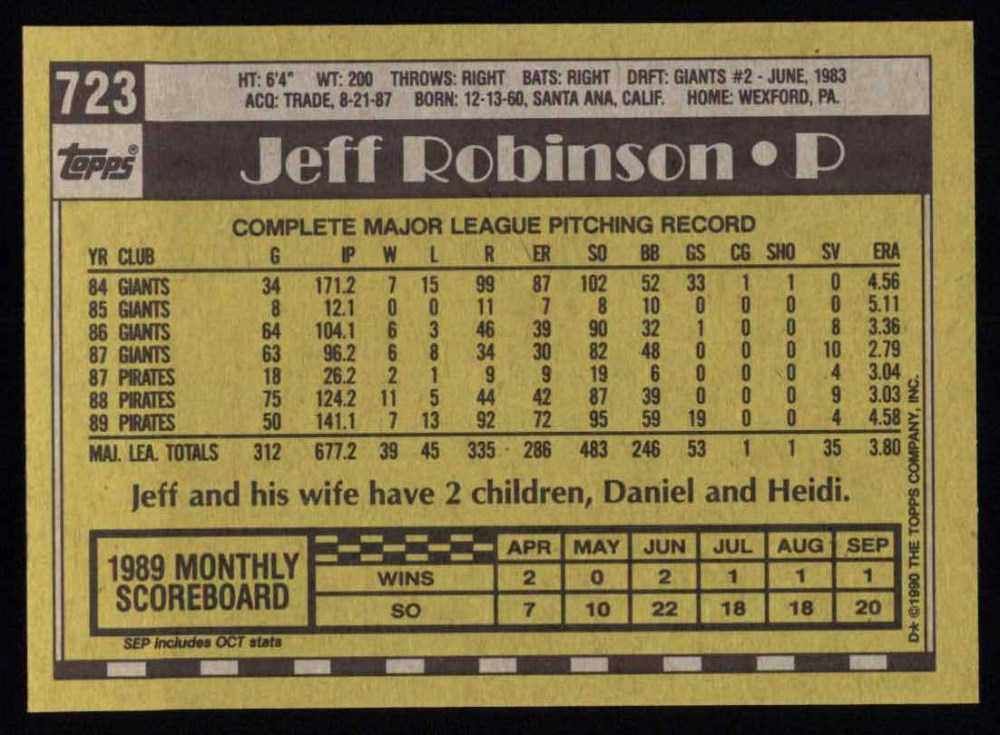 723
HT: 6'4" WT: 200 THROWS: RIGHT BATS: RIGHT DRFT: GIANTS #2 - JUNE, 1983
ACQ: TRADE, 8-21-87 BORN: 12-13-60, SANTA ANA, CALIF. HOME: WEXFORD, PA.
topps®
Jeff Robinson • P
COMPLETE MAJOR LEAGUE PITCHING RECORD
YR CLUB G IP W L R ER SO BB GS CG SHO SV ERA
84 GIANTS 34 171.2 7 15 99 87 102 52 33 1 1 0 4.56
85 GIANTS 8 12.1 0 0 11 7 8 10 0 0 0 0 5.11
86 GIANTS 64 104.1 6 3 46 39 90 32 1 0 0 8 3.36
87 GIANTS 63 96.2 6 8 34 30 82 48 0 0 0 10 2.79
87 PIRATES 18 26.2 2 1 9 9 19 6 0 0 0 4 3.04
88 PIRATES 75 124.2 11 5 44 42 87 39 0 0 0 9 3.03
89 PIRATES 50 141.1 7 13 92 72 95 59 19 0 0 4 4.58
MAJ. LEA. TOTALS 312 677.2 39 45 335 286 483 246 53 1 1 35 3.80
Jeff and his wife have 2 children, Daniel and Heidi.
1989 MONTHLY
SCOREBOARD
APR MAY JUN JUL AUG SEP
WINS 2 0 2 1 1 1
SO 7 10 22 18 18 20
SEP includes OCT stats
D* ©1990 THE TOPPS COMPANY, INC.